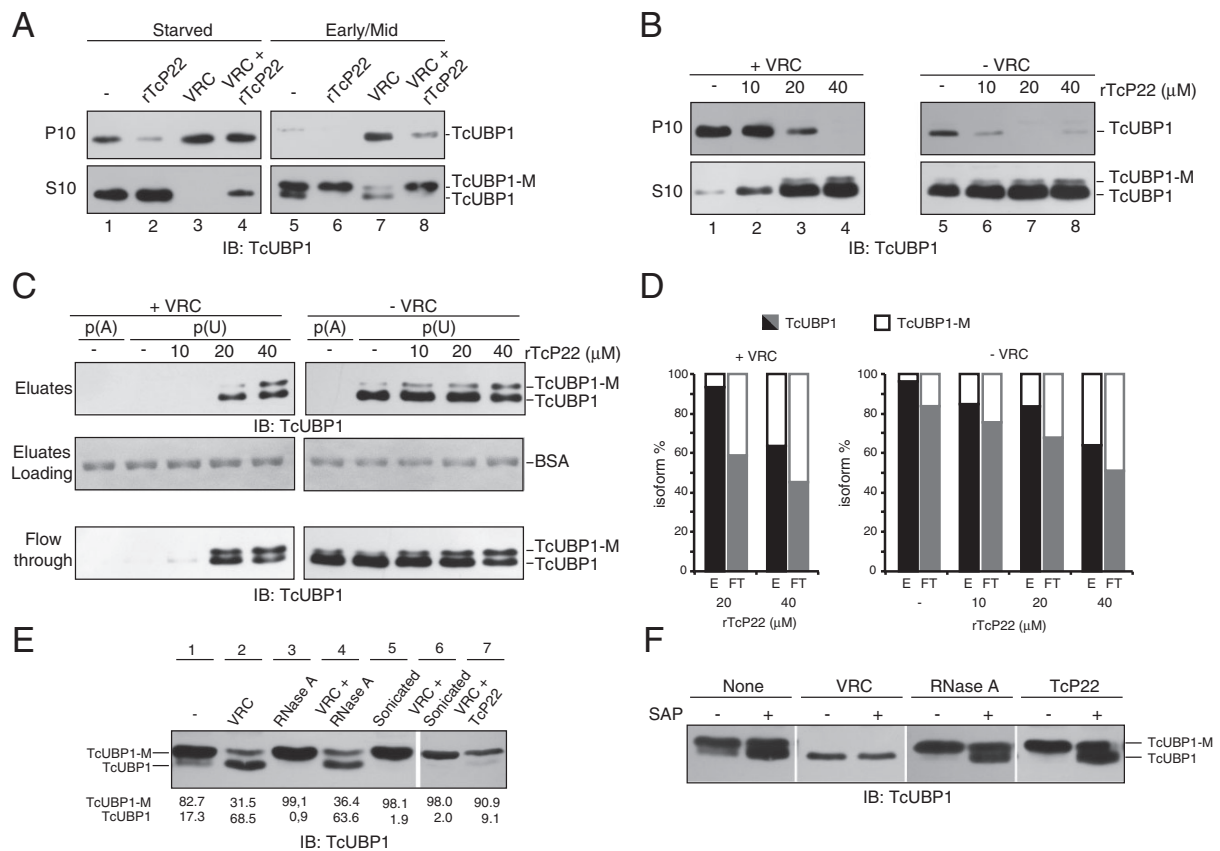 A
Starved Early/Mid
- rTcP22 VRC VRC + rTcP22 - rTcP22 VRC VRC + rTcP22
P10 -TcUBP1
S10 TcUBP1-M
TcUBP1
1 2 3 4 5 6 7 8
IB: TcUBP1
B
+ VRC - VRC
- 10 20 40 - 10 20 40 rTcP22 (µM)
P10 TcUBP1
S10 TcUBP1-M
TcUBP1
1 2 3 4 5 6 7 8
IB: TcUBP1
C
+ VRC - VRC
p(A) p(U) p(A) p(U)
- - 10 20 40 - - 10 20 40 rTcP22 (µM)
Eluates -TcUBP1-M
-TcUBP1
IB: TcUBP1
Eluates
Loading -BSA
Flow
through -TcUBP1-M
-TcUBP1
IB: TcUBP1
D
TcUBP1 TcUBP1-M
+ VRC - VRC
isoform % isoform %
100 100
80 80
60 60
40 40
20 20
0 0
E FT E FT E FT E FT E FT E FT
20 40 - 10 20 40
rTcP22 (µM) rTcP22 (µM)
E
1 2 3 4 5 6 7
- VRC RNase A VRC + RNase A Sonicated VRC + Sonicated VRC + TcP22
TcUBP1-M
TcUBP1
TcUBP1-M 82.7 31.5 99,1 36.4 98.1 98.0 90.9
TcUBP1 17.3 68.5 0,9 63.6 1.9 2.0 9.1
IB: TcUBP1
F
None VRC RNase A TcP22
SAP - + - + - + - +
TcUBP1-M
TcUBP1
IB: TcUBP1